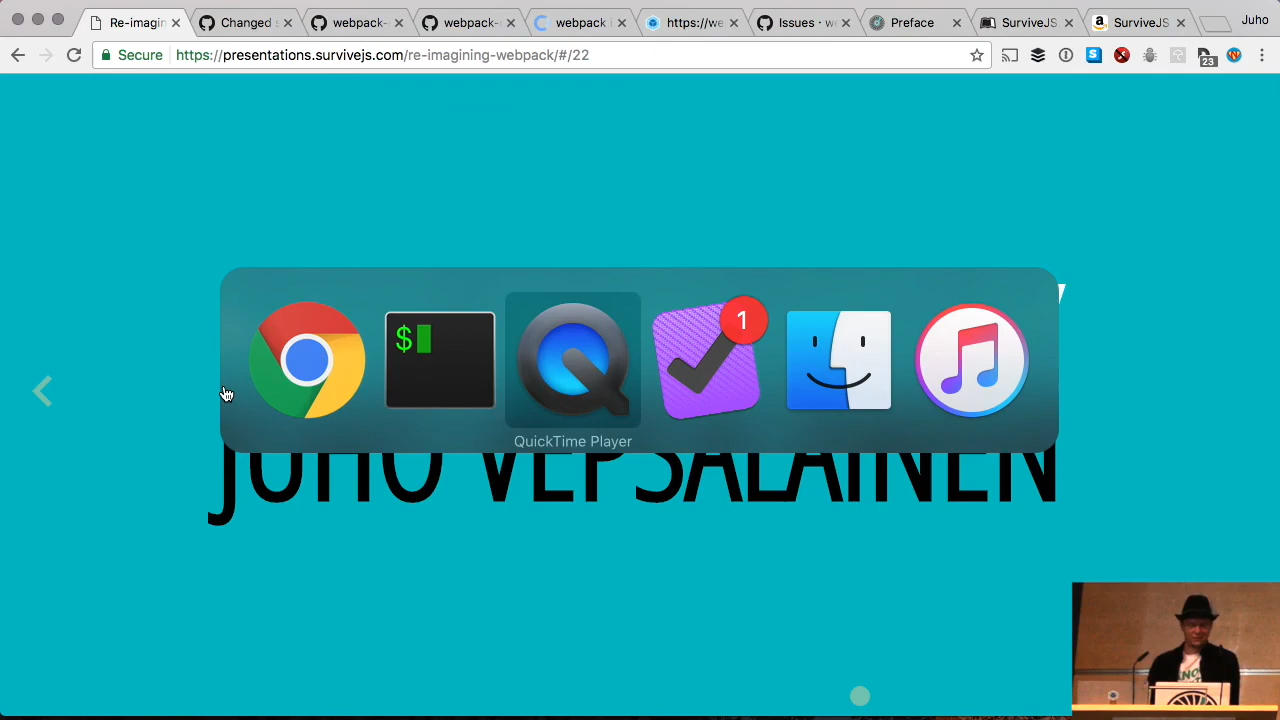 Re-imagin
Changed s
webpack-
webpack-
webpack i
https://we
Issues · w
Preface
SurviveJS
SurviveJS
Juho
Secure
https://presentations.survivejs.com/re-imagining-webpack/#/22
23
$
1
QuickTime Player
JUHO VEPSÄLÄINEN